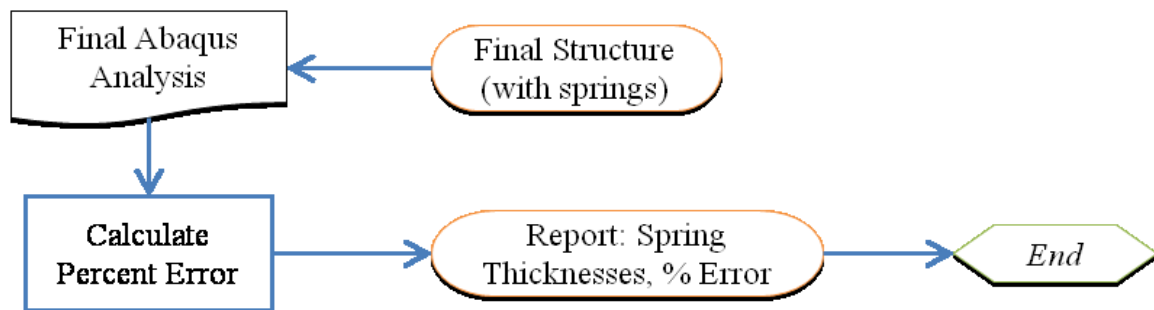 Final Abaqus
Analysis
Final Structure
(with springs)
Calculate
Percent Error
Report: Spring
Thicknesses, % Error
End